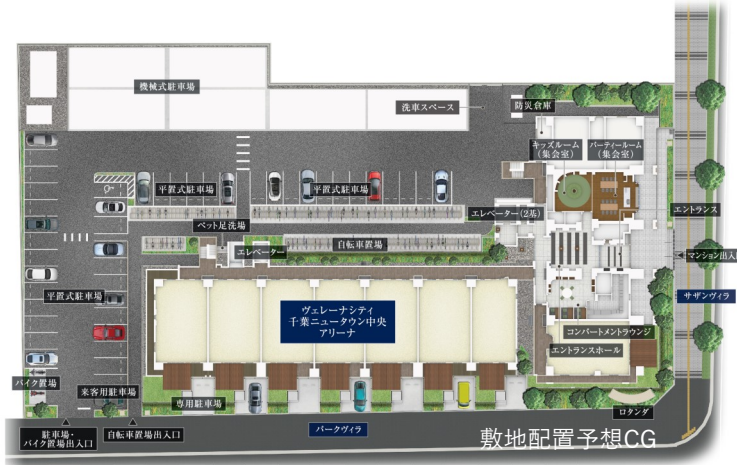 機械式駐車場
洗車スペース
防災倉庫
キッズルーム
(集会室)
パーティールーム
(集会室)
平置式駐車場
平置式駐車場
エレベーター(2基)
エントランス
ペット足洗場
エレベーター
自転車置場
マンション出入口
平置式駐車場
ヴェレーナシティ
千葉ニュータウン中央
アリーナ
サザンヴィラ
コンパートメントラウンジ
エントランスホール
バイク置場
来客用駐車場
専用駐車場
ロタンダ
駐車場・
バイク置場出入口
自転車置場出入口
パークヴィラ
敷地配置予想CG